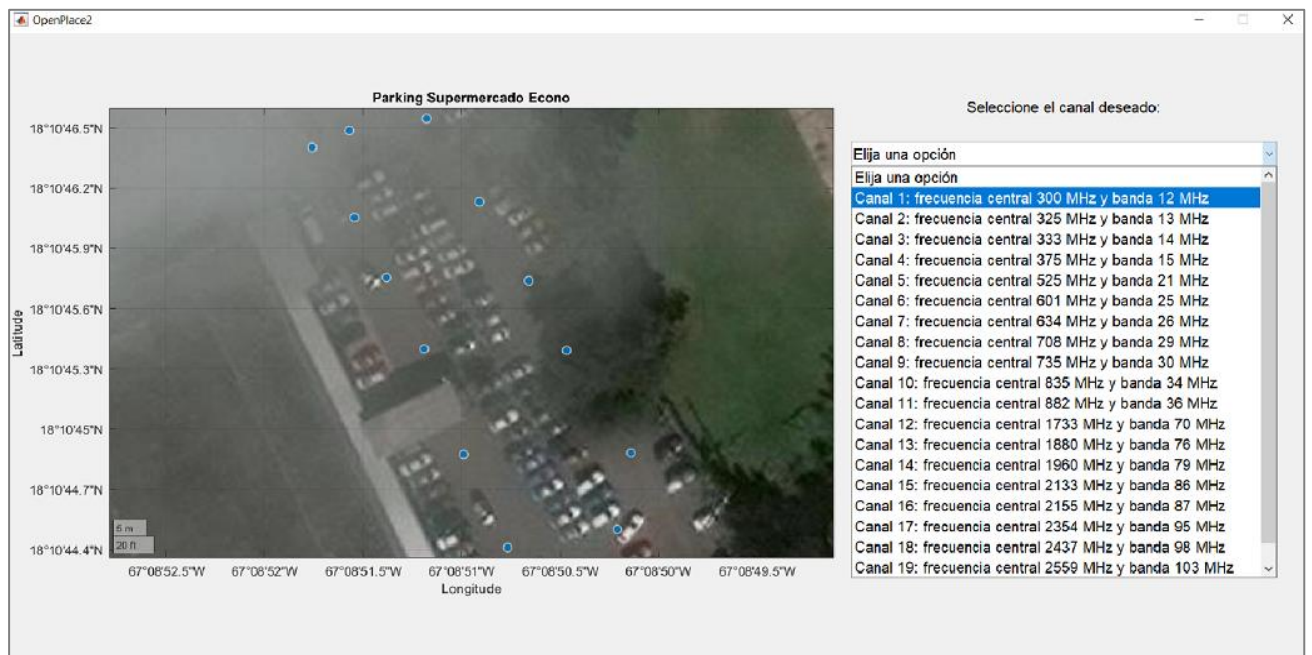 OpenPlace2
Parking Supermercado Econo
18°10'46.5"N
18°10'46.2"N
18°10'45.9"N
18°10'45.6"N
18°10'45.3"N
18°10'45"N
18°10'44.7"N
18°10'44.4"N
Latitude
5 m
20 ft
67°08'52.5"W
67°08'52"W
67°08'51.5"W
67°08'51"W
67°08'50.5"W
67°08'50"W
67°08'49.5"W
Longitude
Seleccione el canal deseado:
Elija una opción
Elija una opción
Canal 1: frecuencia central 300 MHz y banda 12 MHz
Canal 2: frecuencia central 325 MHz y banda 13 MHz
Canal 3: frecuencia central 333 MHz y banda 14 MHz
Canal 4: frecuencia central 375 MHz y banda 15 MHz
Canal 5: frecuencia central 525 MHz y banda 21 MHz
Canal 6: frecuencia central 601 MHz y banda 25 MHz
Canal 7: frecuencia central 634 MHz y banda 26 MHz
Canal 8: frecuencia central 708 MHz y banda 29 MHz
Canal 9: frecuencia central 735 MHz y banda 30 MHz
Canal 10: frecuencia central 835 MHz y banda 34 MHz
Canal 11: frecuencia central 882 MHz y banda 36 MHz
Canal 12: frecuencia central 1733 MHz y banda 70 MHz
Canal 13: frecuencia central 1880 MHz y banda 76 MHz
Canal 14: frecuencia central 1960 MHz y banda 79 MHz
Canal 15: frecuencia central 2133 MHz y banda 86 MHz
Canal 16: frecuencia central 2155 MHz y banda 87 MHz
Canal 17: frecuencia central 2354 MHz y banda 95 MHz
Canal 18: frecuencia central 2437 MHz y banda 98 MHz
Canal 19: frecuencia central 2559 MHz y banda 103 MHz